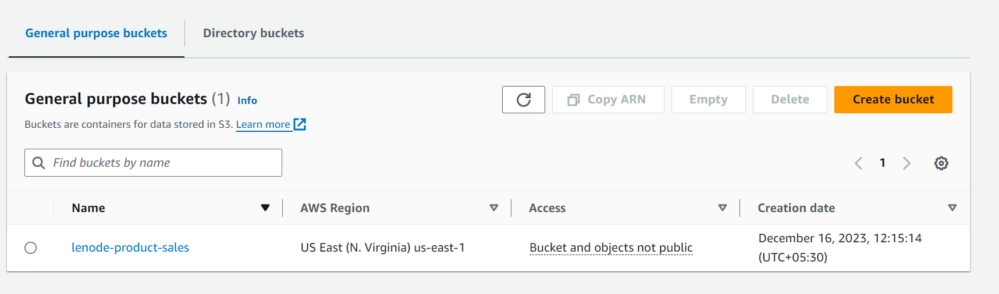 General purpose buckets
Directory buckets
General purpose buckets (1) Info
Copy ARN
Empty
Delete
Create bucket
Buckets are containers for data stored in S3. Learn more
Find buckets by name
1
Name
AWS Region
Access
Creation date
lenode-product-sales
US East (N. Virginia) us-east-1
Bucket and objects not public
December 16, 2023, 12:15:14
(UTC+05:30)